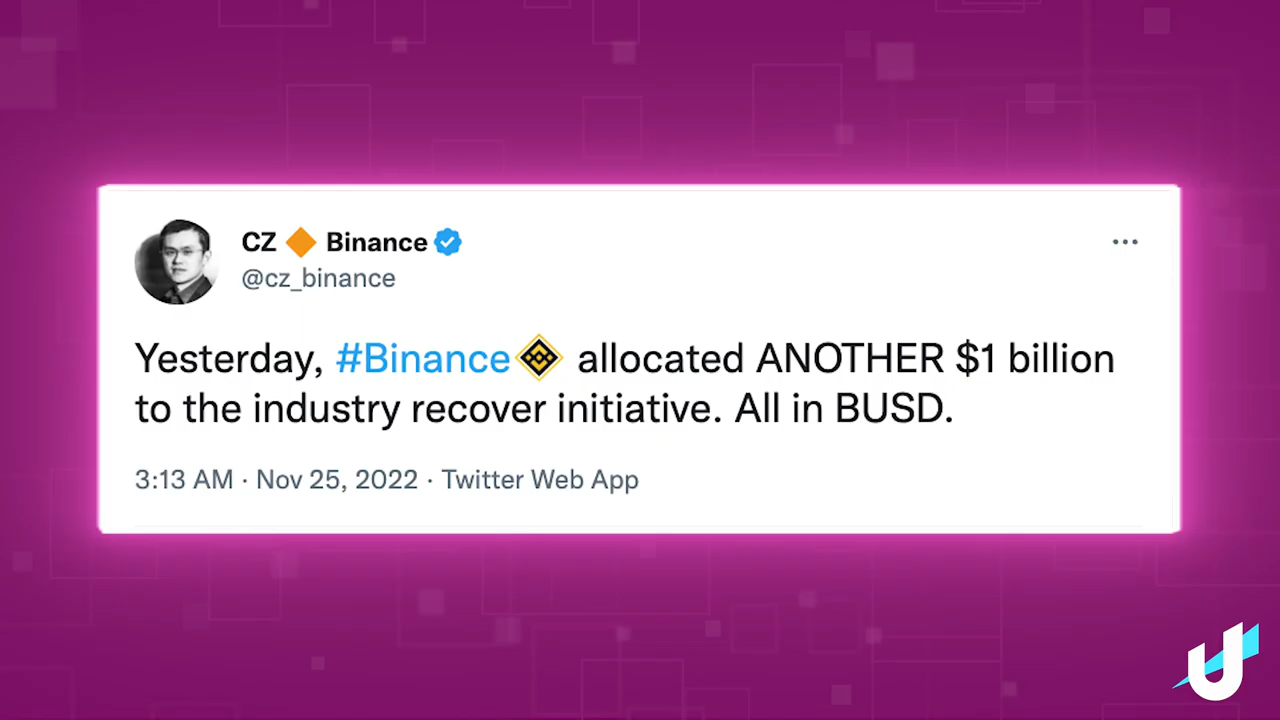 CZ 🔶 Binance
@cz_binance
Yesterday, #Binance allocated ANOTHER $1 billion
to the industry recover initiative. All in BUSD.
3:13 AM · Nov 25, 2022 · Twitter Web App